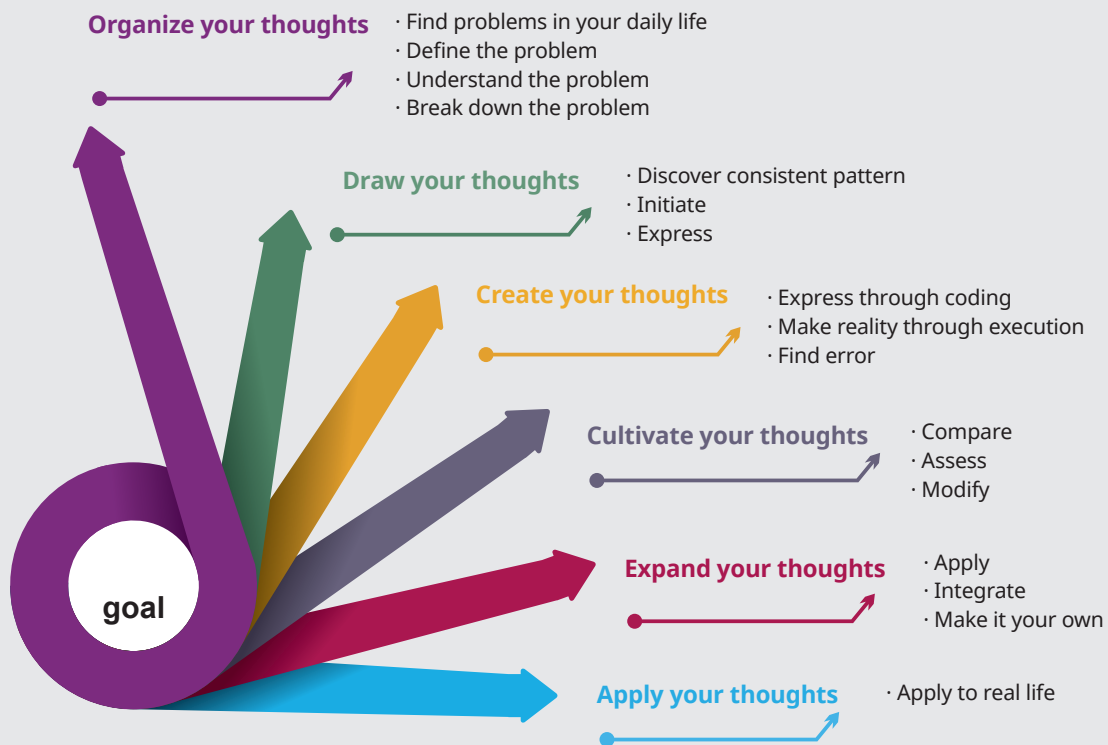 Organize your thoughts
· Find problems in your daily life
· Define the problem
· Understand the problem
· Break down the problem
Draw your thoughts
· Discover consistent pattern
· Initiate
· Express
Create your thoughts
· Express through coding
· Make reality through execution
· Find error
Cultivate your thoughts
· Compare
· Assess
· Modify
Expand your thoughts
· Apply
· Integrate
· Make it your own
goal
Apply your thoughts
· Apply to real life